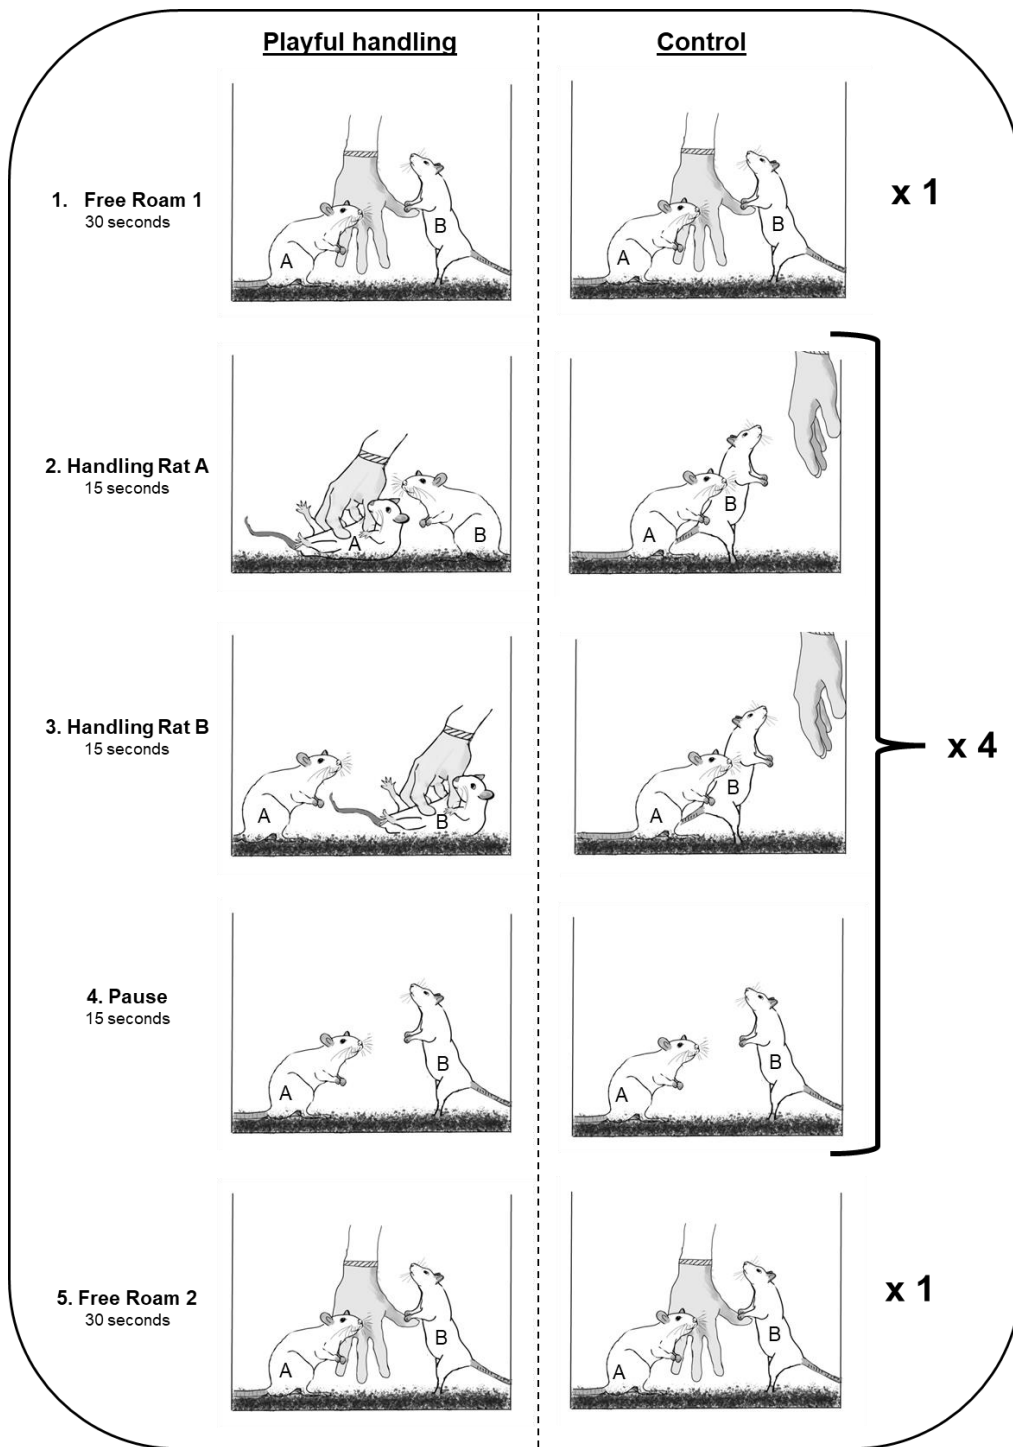 Playful handling
Control
1. Free Roam 1
30 seconds
A
B
A
B
x 1
2. Handling Rat A
15 seconds
A
B
A
B
3. Handling Rat B
15 seconds
A
B
A
B
x 4
4. Pause
15 seconds
A
B
A
B
5. Free Roam 2
30 seconds
A
B
A
B
x 1